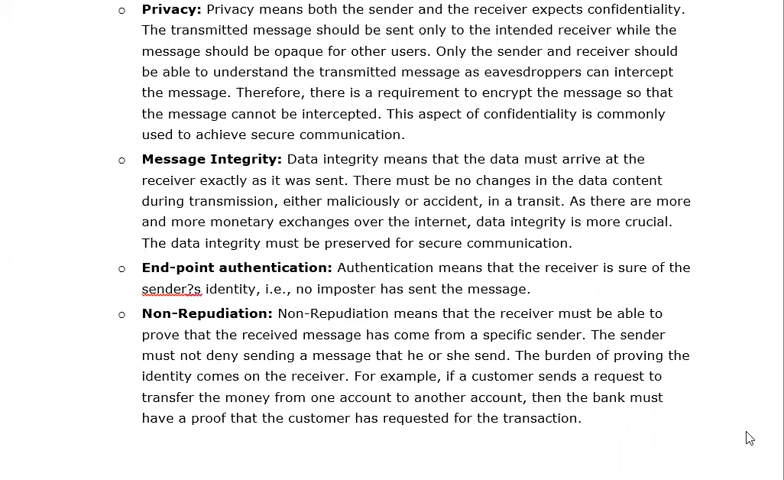 o Privacy: Privacy means both the sender and the receiver expects confidentiality.
The transmitted message should be sent only to the intended receiver while the
message should be opaque for other users. Only the sender and receiver should
be able to understand the transmitted message as eavesdroppers can intercept
the message. Therefore, there is a requirement to encrypt the message so that
the message cannot be intercepted. This aspect of confidentiality is commonly
used to achieve secure communication.
o Message Integrity: Data integrity means that the data must arrive at the
receiver exactly as it was sent. There must be no changes in the data content
during transmission, either maliciously or accident, in a transit. As there are more
and more monetary exchanges over the internet, data integrity is more crucial.
The data integrity must be preserved for secure communication.
o End-point authentication: Authentication means that the receiver is sure of the
sender?s identity, i.e., no imposter has sent the message.
o Non-Repudiation: Non-Repudiation means that the receiver must be able to
prove that the received message has come from a specific sender. The sender
must not deny sending a message that he or she send. The burden of proving the
identity comes on the receiver. For example, if a customer sends a request to
transfer the money from one account to another account, then the bank must
have a proof that the customer has requested for the transaction.